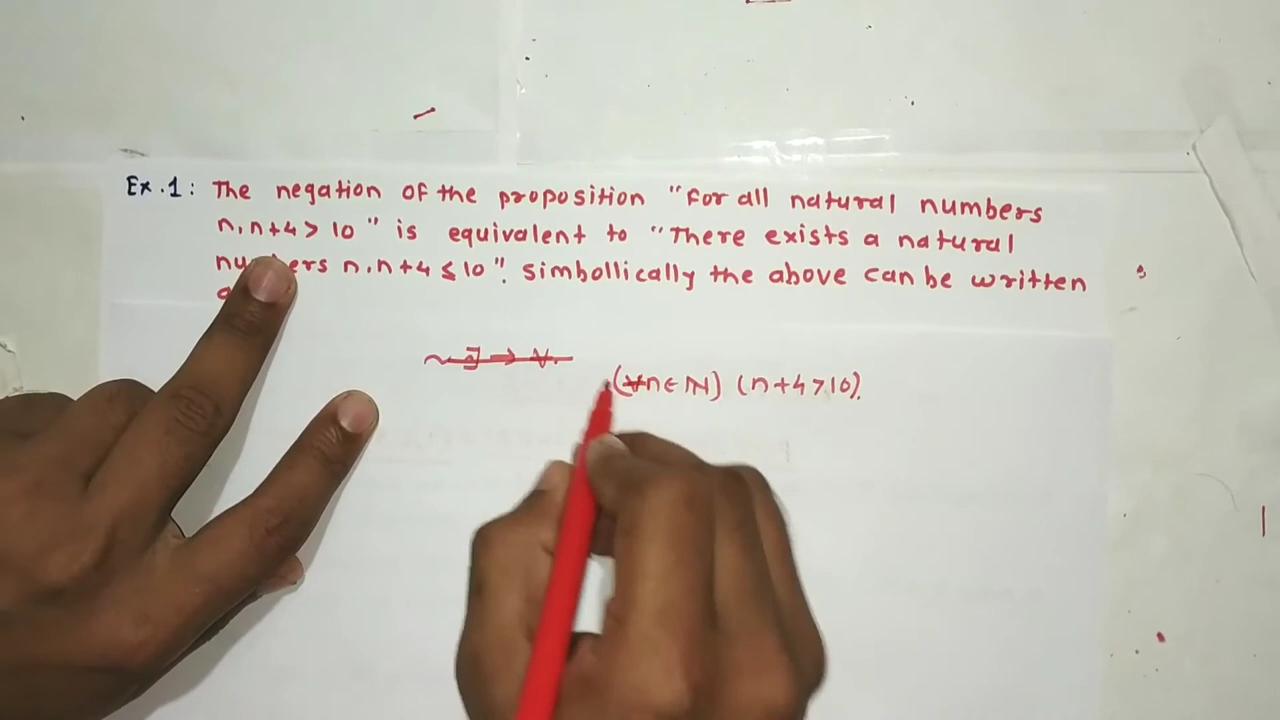 Ex.1: The negation of the proposition "For all natural numbers
n, n+4 > 10" is equivalent to "There exists a natural
n, n+4 ≤ 10". Simbollically the above can be written
~∃ → ∀.
(∀n ∈ N) (n+4 > 10).